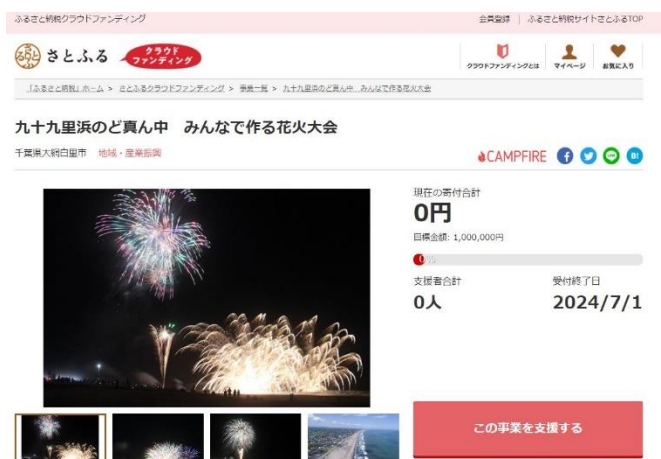 ふるさと納税クラウドファンディング
会員登録 | ふるさと納税サイトさとふるTOP
さとふる
クラウド
ファンディング
クラウドファンディングとは
マイページ
お気に入り
「ふるさと納税」ホーム > さとふるクラウドファンディング > 事業一覧 > 九十九里浜のど真ん中 みんなで作る花火大会
九十九里浜のど真ん中 みんなで作る花火大会
千葉県大網白里市 地域・産業振興
CAMPFIRE
現在の寄付合計
0円
目標金額: 1,000,000円
支援者合計
0人
受付終了日
2024/7/1
この事業を支援する